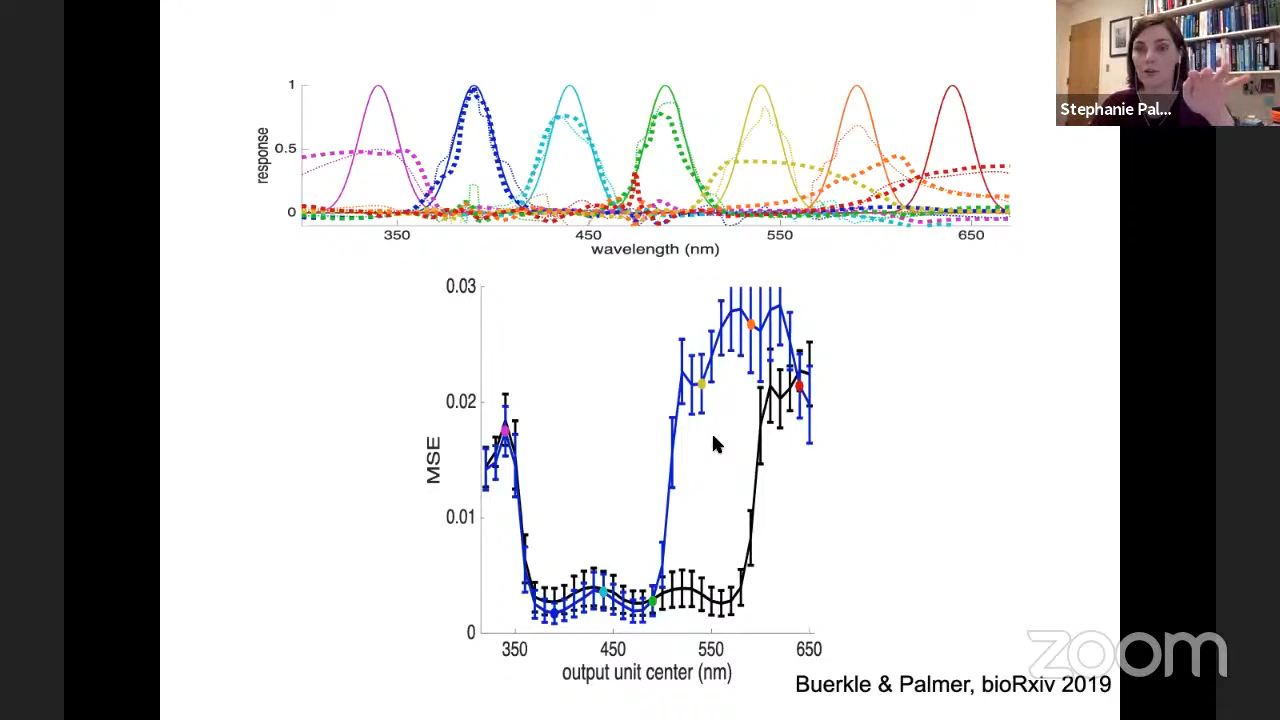 Stephanie Pal...
1
0.5
0
response
350 450 550 650
wavelength (nm)
0.03
0.02
0.01
0
MSE
350 450 550 650
output unit center (nm)
zoom
Buerkle & Palmer, bioRxiv 2019